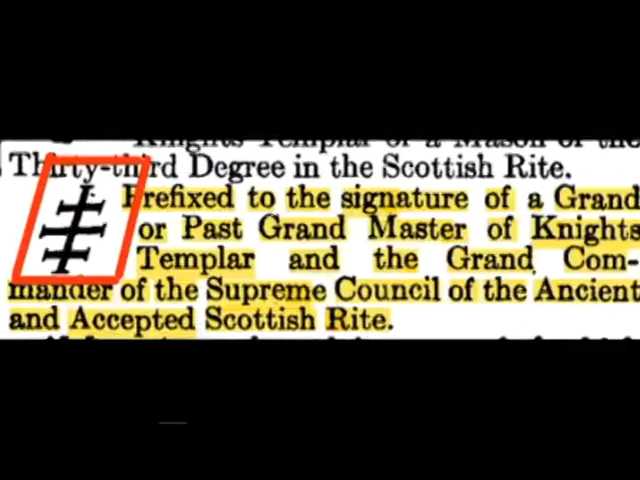 Knights Templar or a Mason of the
Thirty-third Degree in the Scottish Rite.
Prefixed to the signature of a Grand
or Past Grand Master of Knights
Templar and the Grand Com-
mander of the Supreme Council of the Ancient
and Accepted Scottish Rite.